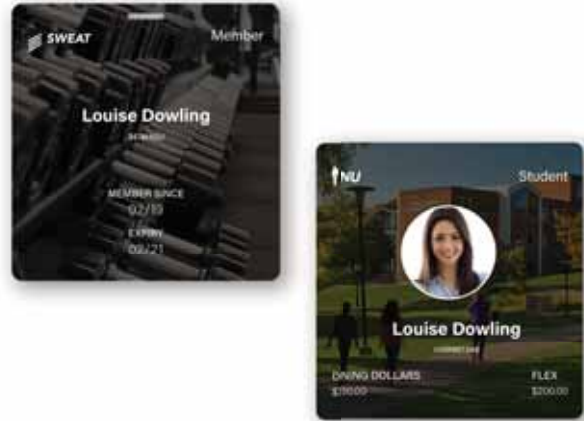 SWEAT
Member
Louise Dowling
MEMBER SINCE
02/19
EXPIRY
02/21
NU
Student
Louise Dowling
DINING DOLLARS
FLEX
$200.00